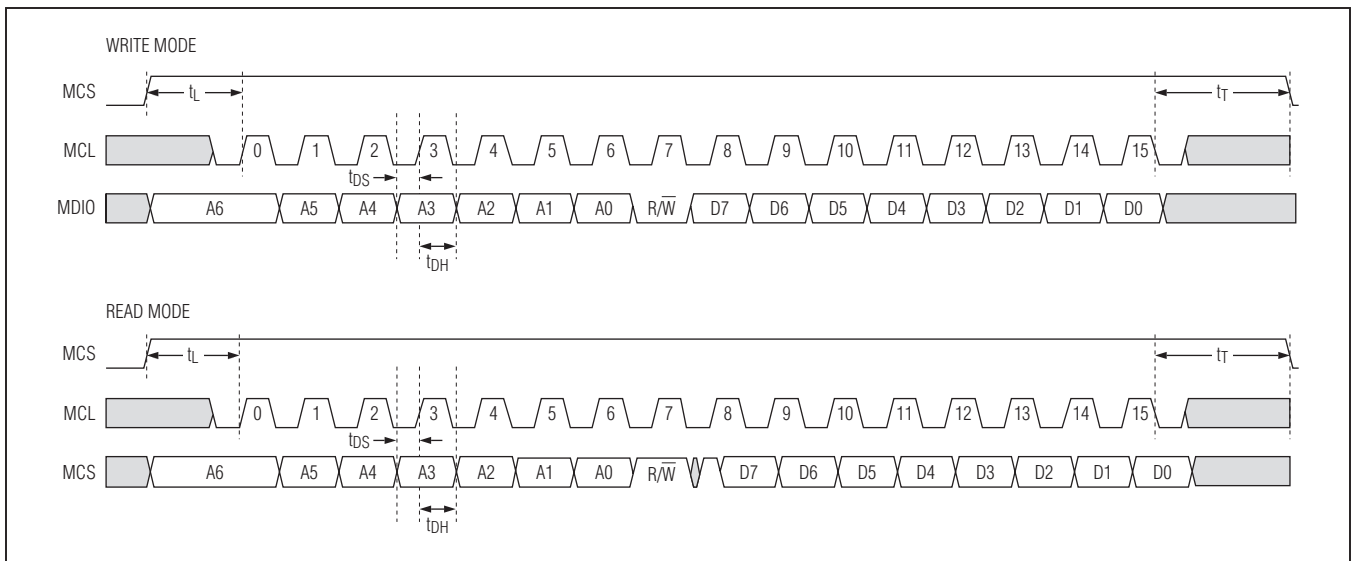 WRITE MODE
MCS tL tT
MCL 0 1 2 3 4 5 6 7 8 9 10 11 12 13 14 15
tDS
MDIO A6 A5 A4 A3 A2 A1 A0 R/W̅ D7 D6 D5 D4 D3 D2 D1 D0
tDH
READ MODE
MCS tL tT
MCL 0 1 2 3 4 5 6 7 8 9 10 11 12 13 14 15
tDS
MCS A6 A5 A4 A3 A2 A1 A0 R/W̅ D7 D6 D5 D4 D3 D2 D1 D0
tDH